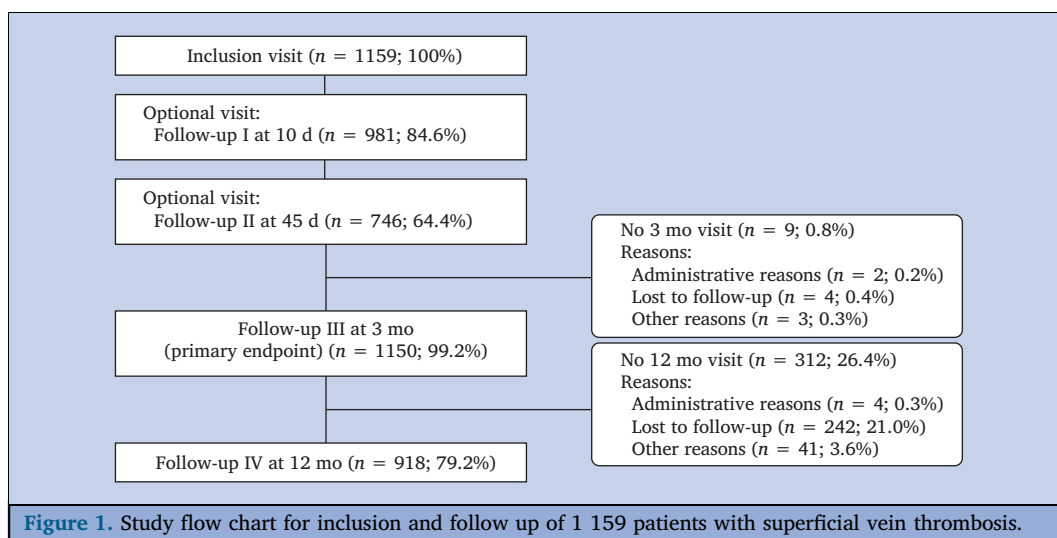 Inclusion visit (n = 1159; 100%)
Optional visit:
Follow-up I at 10 d (n = 981; 84.6%)
Optional visit:
Follow-up II at 45 d (n = 746; 64.4%)
No 3 mo visit (n = 9; 0.8%)
Reasons:
Administrative reasons (n = 2; 0.2%)
Lost to follow-up (n = 4; 0.4%)
Other reasons (n = 3; 0.3%)
Follow-up III at 3 mo
(primary endpoint) (n = 1150; 99.2%)
No 12 mo visit (n = 312; 26.4%)
Reasons:
Administrative reasons (n = 4; 0.3%)
Lost to follow-up (n = 242; 21.0%)
Other reasons (n = 41; 3.6%)
Follow-up IV at 12 mo (n = 918; 79.2%)
Figure 1. Study flow chart for inclusion and follow up of 1 159 patients with superficial vein thrombosis.